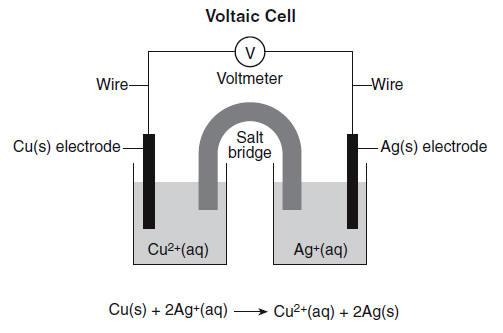 Voltaic Cell
V
Voltmeter
Wire
Wire
Salt
bridge
Cu(s) electrode
Ag(s) electrode
Cu²⁺(aq)
Ag⁺(aq)
Cu(s) + 2Ag⁺(aq) ⟶ Cu²⁺(aq) + 2Ag(s)